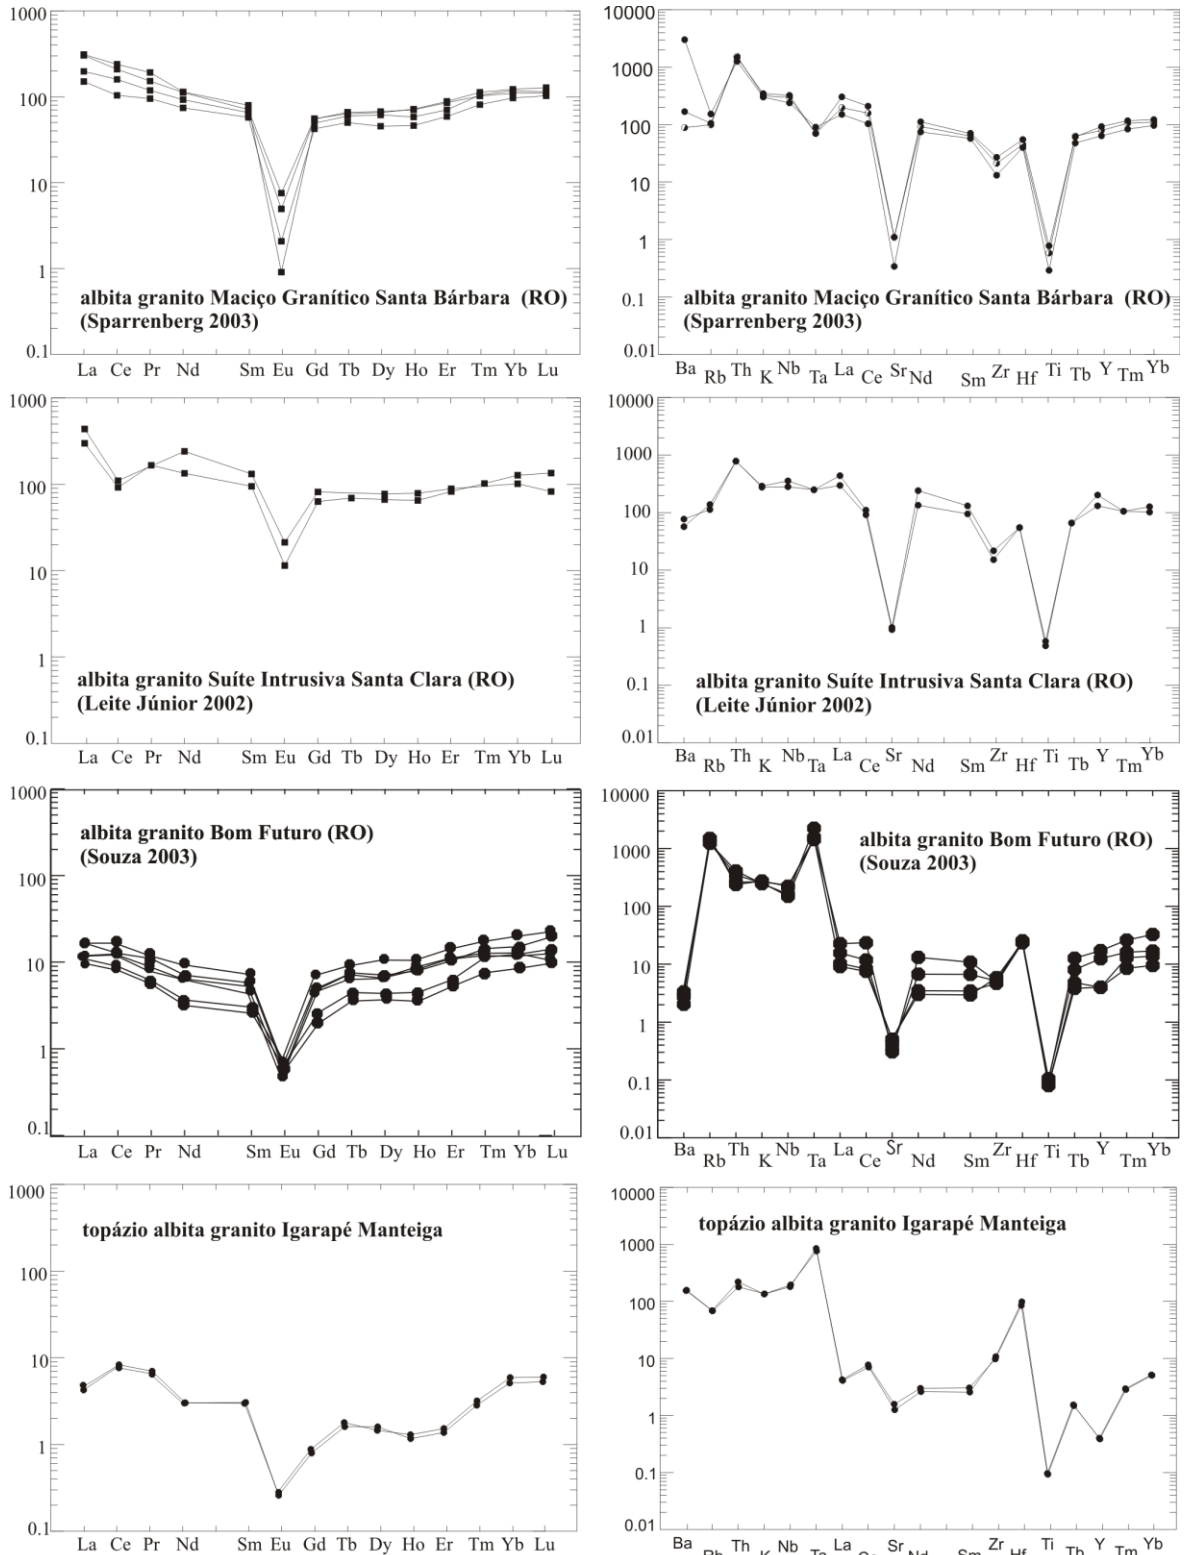 1000
100
10
1
0.1
albita granito Maciço Granítico Santa Bárbara (RO)
(Sparrenberg 2003)
La Ce Pr Nd Sm Eu Gd Tb Dy Ho Er Tm Yb Lu
10000
1000
100
10
1
0.1
0.01
albita granito Maciço Granítico Santa Bárbara (RO)
(Sparrenberg 2003)
Ba Rb Th K Nb Ta La Ce Sr Nd Sm Zr Hf Ti Tb Y Tm Yb
1000
100
10
1
0.1
albita granito Suíte Intrusiva Santa Clara (RO)
(Leite Júnior 2002)
La Ce Pr Nd Sm Eu Gd Tb Dy Ho Er Tm Yb Lu
10000
1000
100
10
1
0.1
0.01
albita granito Suíte Intrusiva Santa Clara (RO)
(Leite Júnior 2002)
Ba Rb Th K Nb Ta La Ce Sr Nd Sm Zr Hf Ti Tb Y Tm Yb
1000
100
10
1
0.1
albita granito Bom Futuro (RO)
(Souza 2003)
La Ce Pr Nd Sm Eu Gd Tb Dy Ho Er Tm Yb Lu
10000
1000
100
10
1
0.1
0.01
albita granito Bom Futuro (RO)
(Souza 2003)
Ba Rb Th K Nb Ta La Ce Sr Nd Sm Zr Hf Ti Tb Y Tm Yb
1000
100
10
1
0.1
topázio albita granito Igarapé Manteiga
La Ce Pr Nd Sm Eu Gd Tb Dy Ho Er Tm Yb Lu
10000
1000
100
10
1
0.1
0.01
topázio albita granito Igarapé Manteiga
Ba K Nb La Sr Nd Sm Zr Hf Ti Tb Y Tm Yb